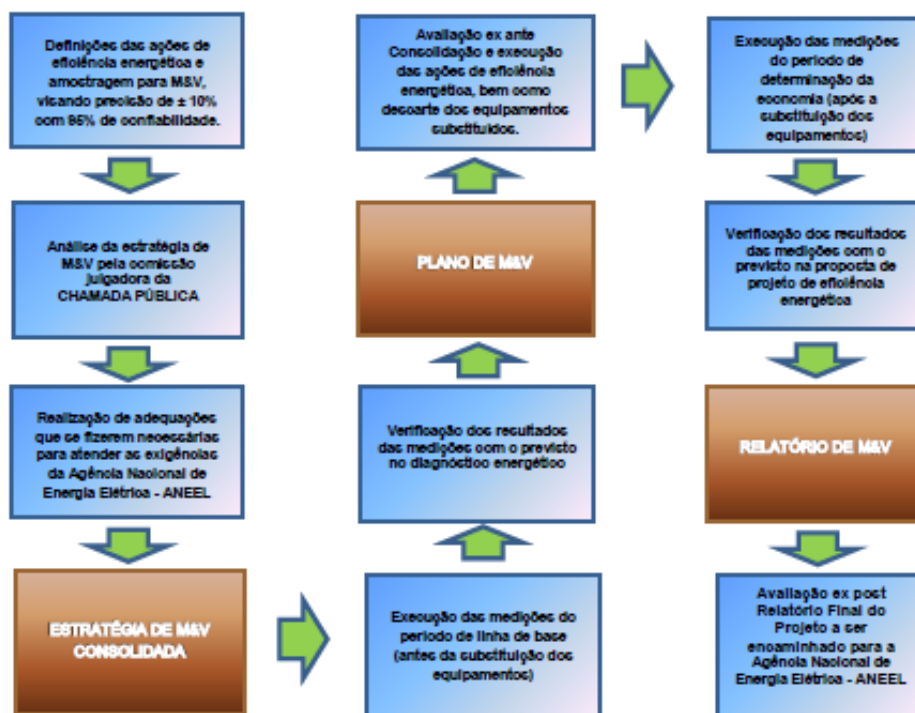 Definições das ações de
eficiência energética e
amostragem para M&V,
visando precisão de ± 10%
com 95% de confiabilidade.
Análise da estratégia de
M&V pela comissão
julgadora da
CHAMADA PÚBLICA
Realização de adequações
que se fizerem necessárias
para atender as exigências
da Agência Nacional de
Energia Elétrica - ANEEL
ESTRATÉGIA DE M&V
CONSOLIDADA
Execução das medições do
período de linha de base
(antes da substituição dos
equipamentos)
Verificação dos resultados
das medições com o previsto
no diagnóstico energético
PLANO DE M&V
Avaliação ex ante
Consolidação e execução
das ações de eficiência
energética, bem como
descarte dos equipamentos
substituídos.
Execução das medições
do período de
determinação da
economia (após a
substituição dos
equipamentos)
Verificação dos resultados
das medições com o
previsto na proposta de
projeto de eficiência
energética
RELATÓRIO DE M&V
Avaliação ex post
Relatório Final do
Projeto a ser
encaminhado para a
Agência Nacional de
Energia Elétrica - ANEEL